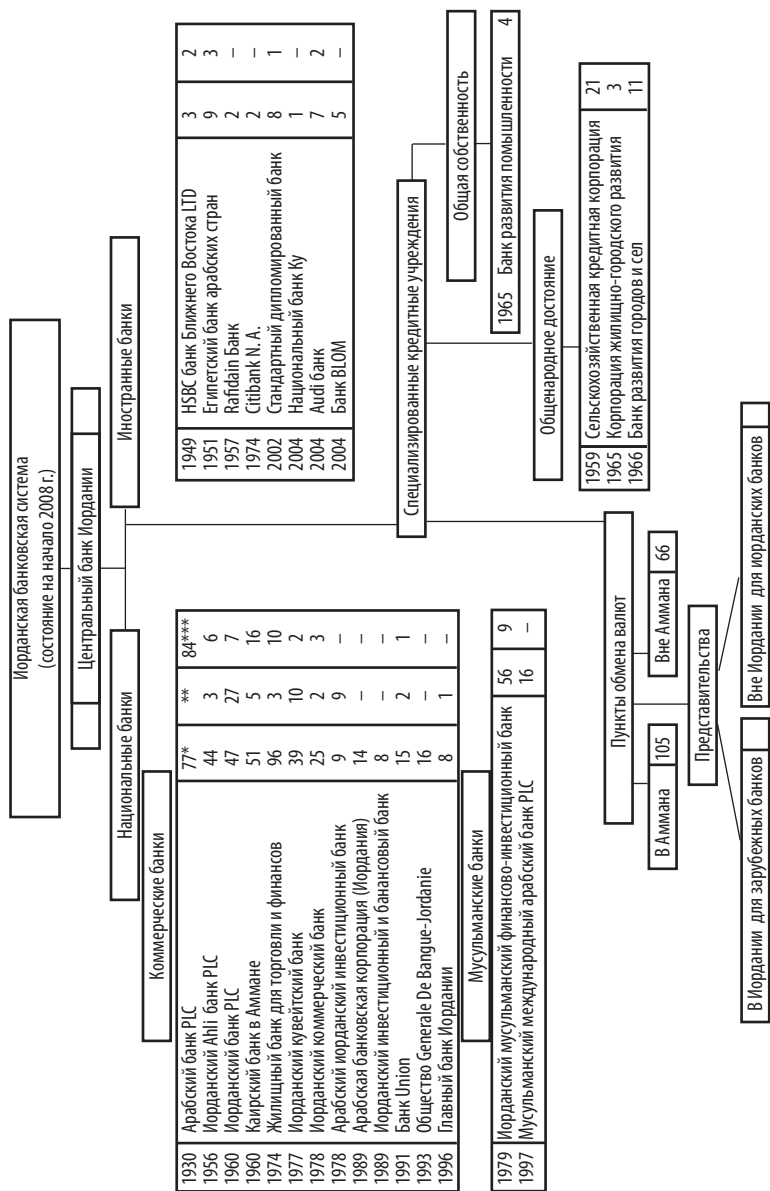 Иорданская банковская система
(состояние на начало 2008 г.)
Центральный банк Иордании
Национальные банки
Иностранные банки
Коммерческие банки
1930 Арабский банк PLC 77* ** 84***
1956 Иорданский Ahli банк PLC 44 3 6
1960 Иорданский банк PLC 47 27 7
1960 Каирский банк в Аммане 51 5 16
1974 Жилищный банк для торговли и финансов 96 3 10
1977 Иорданский кувейтский банк 39 10 2
1978 Иорданский коммерческий банк 25 2 3
1978 Арабский иорданский инвестиционный банк 9 9 –
1989 Арабская банковская корпорация (Иордания) 14 – –
1989 Иорданский инвестиционный и банансовый банк 8 – –
1991 Банк Union 15 2 1
1993 Общество Generale De Bangue-Jordanie 16
1996 Главный банк Иордании 8 1 –
Мусульманские банки
1979 Иорданский мусульманский финансово-инвестиционный банк 56 9
1997 Мусульманский международный арабский банк PLC 16 –
1949 HSBC банк Ближнего Востока LTD 3 2
1951 Египетский банк арабских стран 9 3
1957 Rafidain Банк 2 –
1974 Citibank N. A. 2 –
2002 Стандартный дипломированный банк 8 1
2004 Национальный банк Ку 1 –
2004 Audi банк 7 2
2004 Банк BLOM 5 –
Специализированные кредитные учреждения
Общая собственность
1965 Банк развития помышленности 4
Общенародное достояние
1959 Сельскохозяйственная кредитная корпорация 21
1965 Корпорация жилищно-городского развития 3
1966 Банк развития городов и сел 11
Пункты обмена валют
В Аммана 105
Вне Аммана 66
Представительства
В Иордании для зарубежных банков
Вне Иордании для иорданских банков